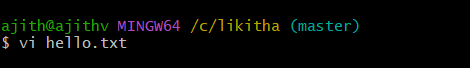 ajith@ajithv MINGW64 /c/likitha (master)
$ vi hello.txt